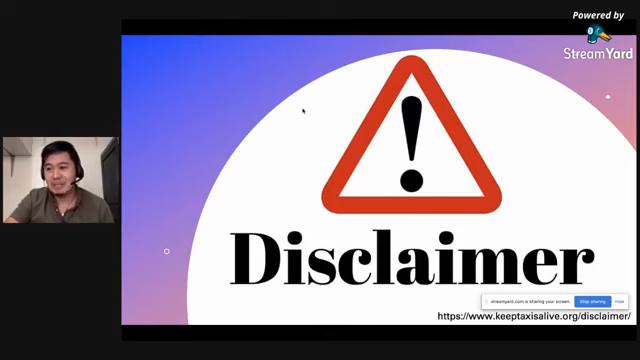 Powered by
StreamYard
!
Disclaimer
streamyard.com is sharing your screen.
Stop sharing
Hide
https://www.keeptaxisalive.org/disclaimer/